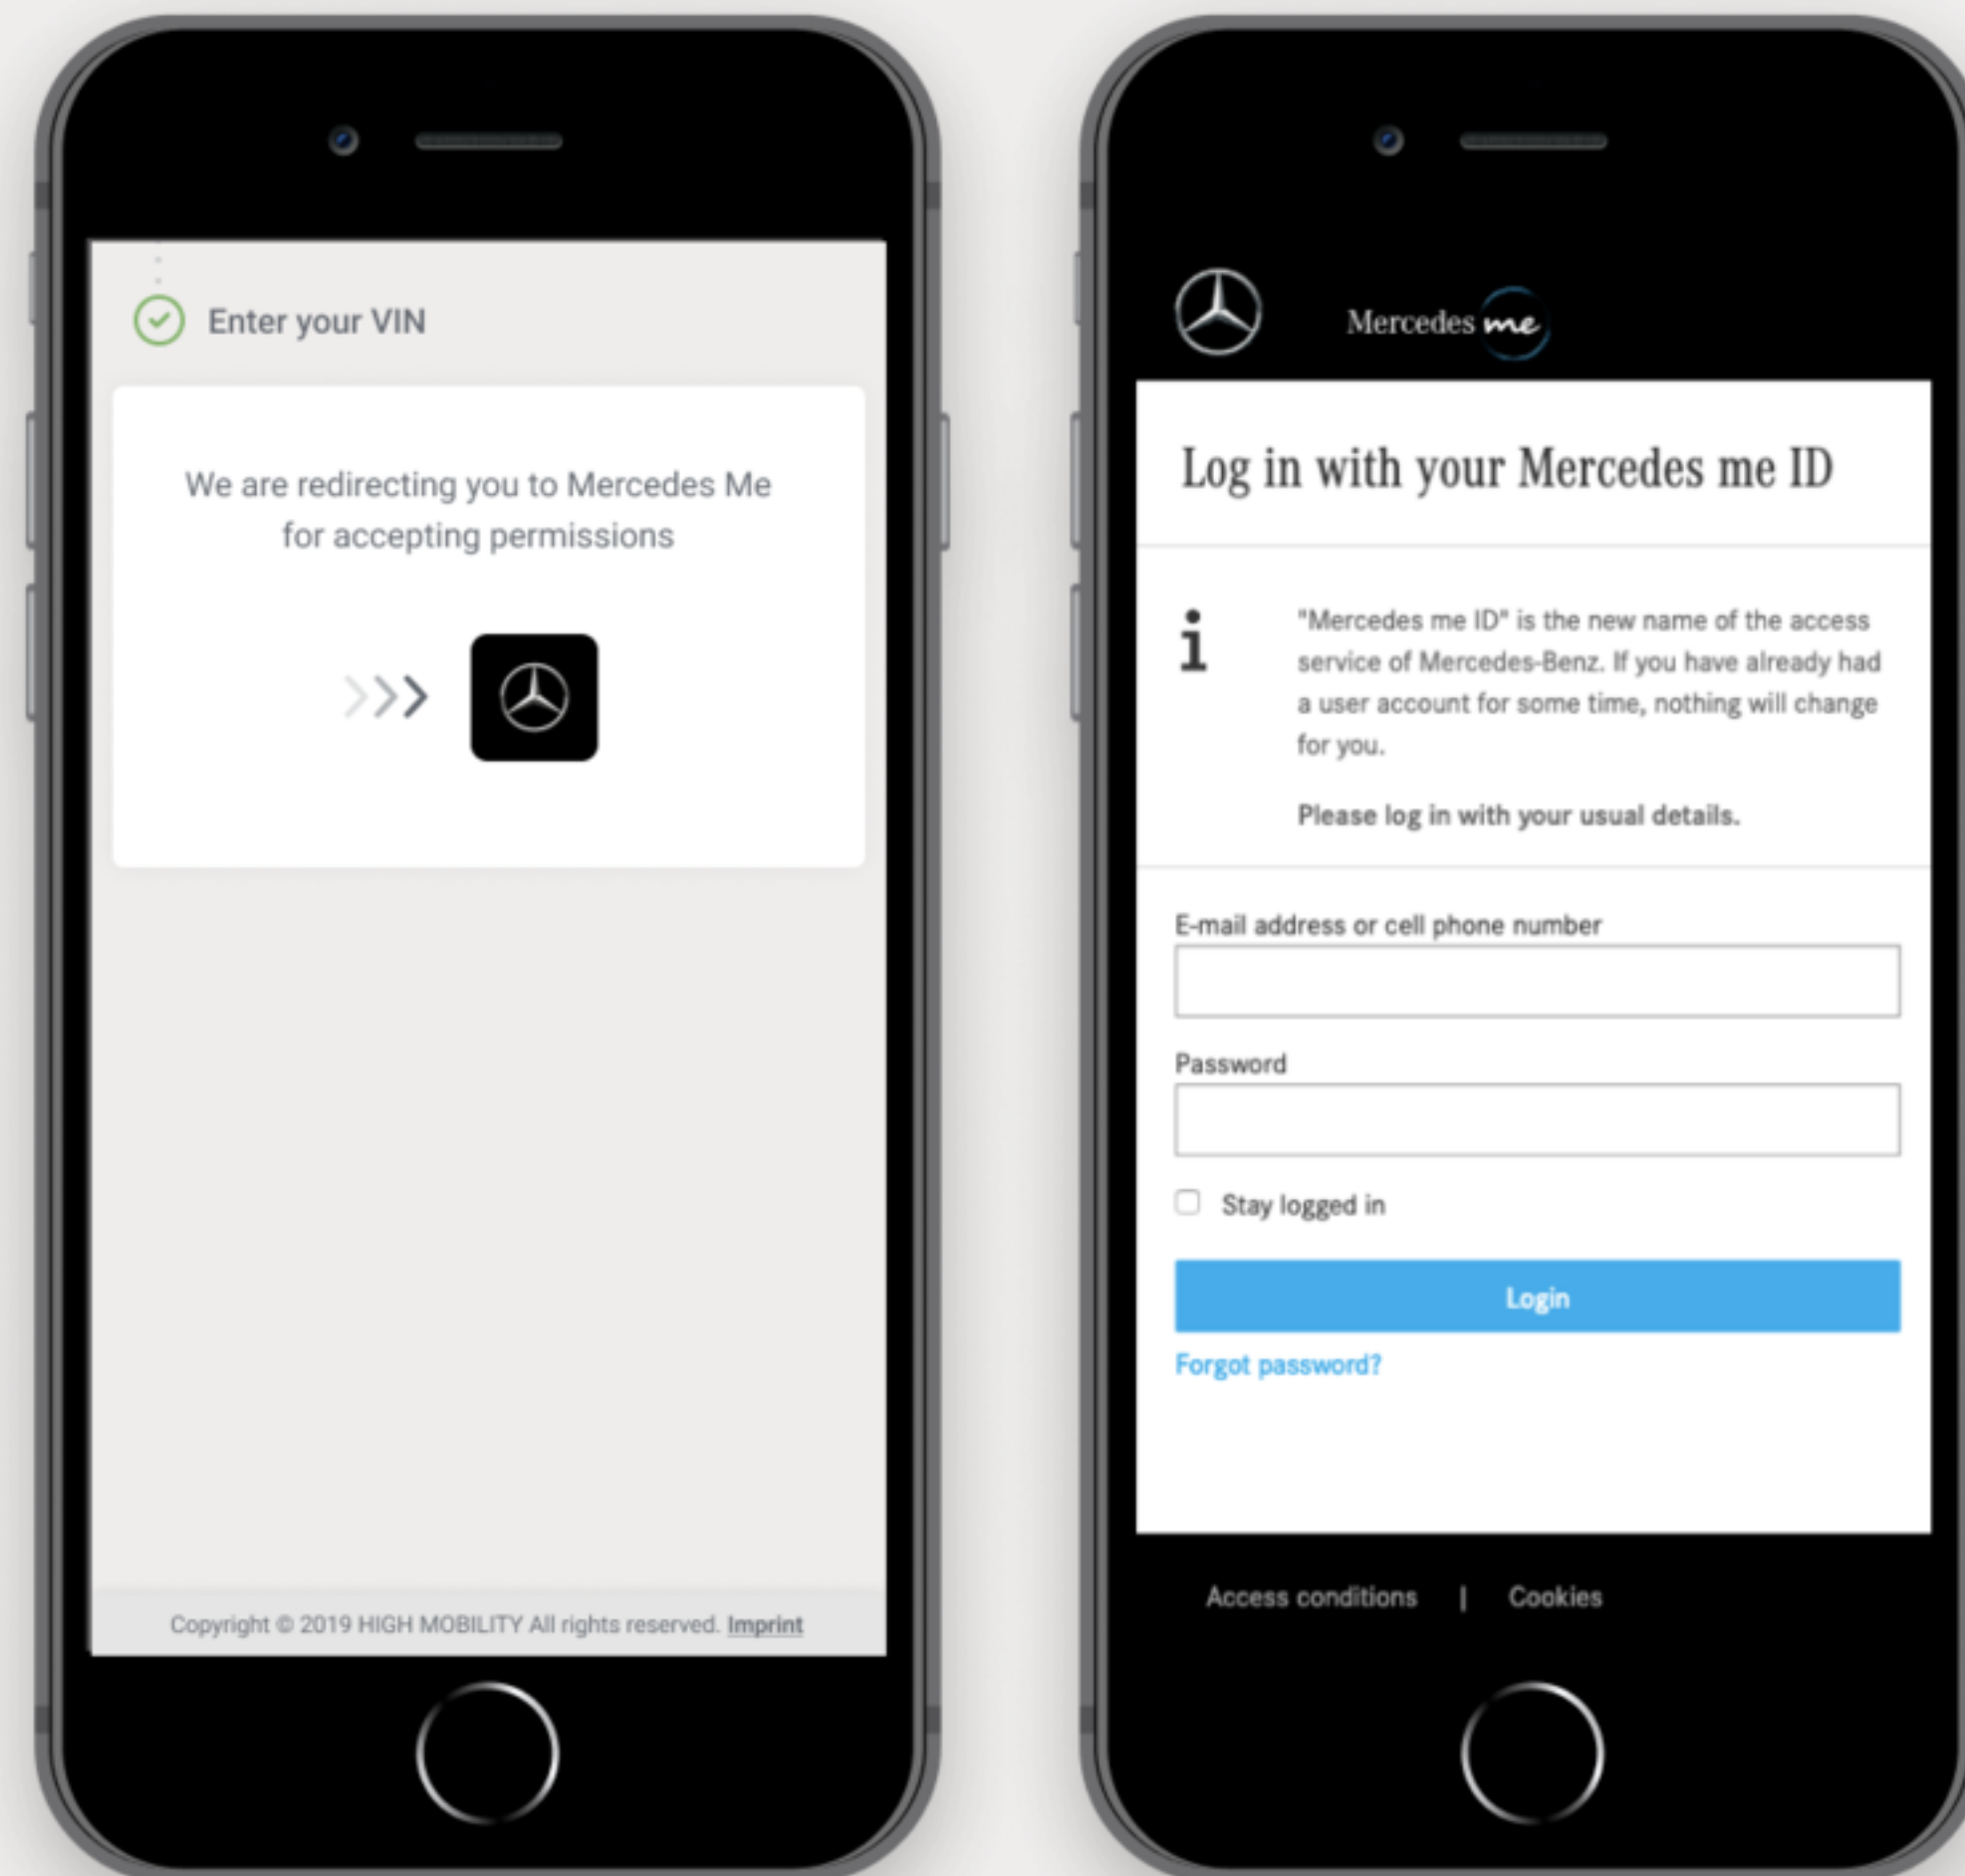 Enter your VIN
We are redirecting you to Mercedes Me
for accepting permissions
Copyright © 2019 HIGH MOBILITY All rights reserved. Imprint
Mercedes me
Log in with your Mercedes me ID
"Mercedes me ID" is the new name of the access
service of Mercedes-Benz. If you have already had
a user account for some time, nothing will change
for you.
Please log in with your usual details.
E-mail address or cell phone number
Password
Stay logged in
Login
Forgot password?
Access conditions | Cookies